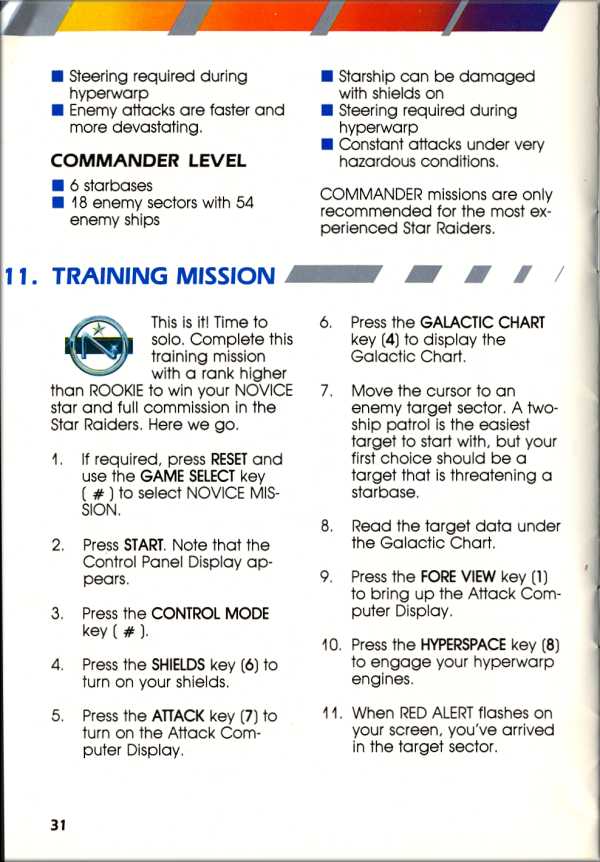 ■ Steering required during
hyperwarp
■ Enemy attacks are faster and
more devastating.
COMMANDER LEVEL
■ 6 starbases
■ 18 enemy sectors with 54
enemy ships
■ Starship can be damaged
with shields on
■ Steering required during
hyperwarp
■ Constant attacks under very
hazardous conditions.
COMMANDER missions are only
recommended for the most ex-
perienced Star Raiders.
11. TRAINING MISSION
This is it! Time to
solo. Complete this
training mission
with a rank higher
than ROOKIE to win your NOVICE
star and full commission in the
Star Raiders. Here we go.
1. If required, press RESET and
use the GAME SELECT key
( # ) to select NOVICE MIS-
SION.
2. Press START. Note that the
Control Panel Display ap-
pears.
3. Press the CONTROL MODE
key ( # ).
4. Press the SHIELDS key (6) to
turn on your shields.
5. Press the ATTACK key (7) to
turn on the Attack Com-
puter Display.
6. Press the GALACTIC CHART
key (4) to display the
Galactic Chart.
7. Move the cursor to an
enemy target sector. A two-
ship patrol is the easiest
target to start with, but your
first choice should be a
target that is threatening a
starbase.
8. Read the target data under
the Galactic Chart.
9. Press the FORE VIEW key (1)
to bring up the Attack Com-
puter Display.
10. Press the HYPERSPACE key (8)
to engage your hyperwarp
engines.
11. When RED ALERT flashes on
your screen, you've arrived
in the target sector.
31